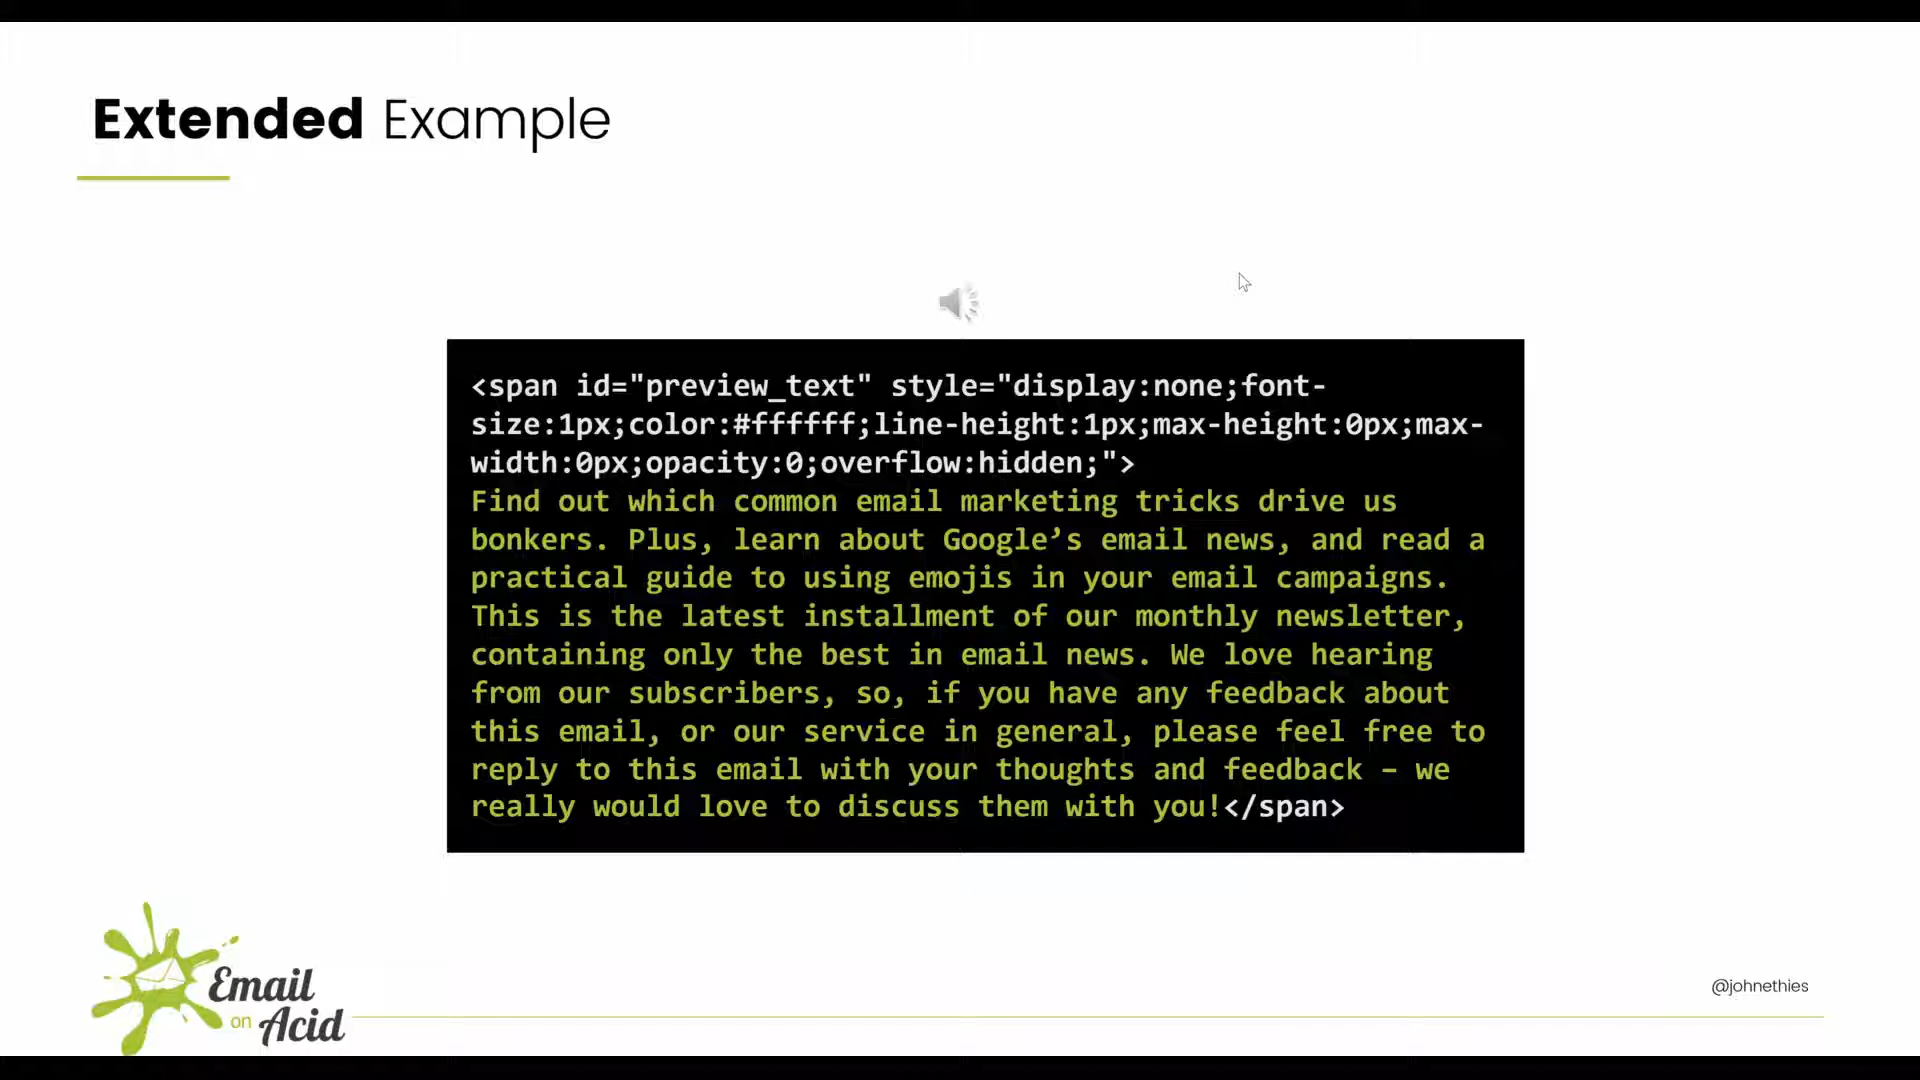 Extended Example
<span id="preview_text" style="display:none;font-
size:1px;color:#ffffff;line-height:1px;max-height:0px;max-
width:0px;opacity:0;overflow:hidden;">
Find out which common email marketing tricks drive us
bonkers. Plus, learn about Google’s email news, and read a
practical guide to using emojis in your email campaigns.
This is the latest installment of our monthly newsletter,
containing only the best in email news. We love hearing
from our subscribers, so, if you have any feedback about
this email, or our service in general, please feel free to
reply to this email with your thoughts and feedback – we
really would love to discuss them with you!</span>
Email
on Acid
@johnethies